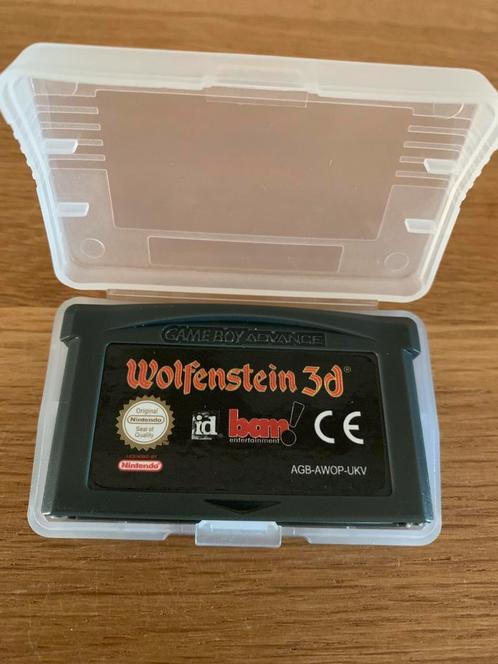 GAME BOY ADVANCE
Wolfenstein 3d®
Original
Nintendo
Seal of
Quality
LICENSED BY
Nintendo
id
bam!
entertainment
CE
AGB-AWOP-UKV